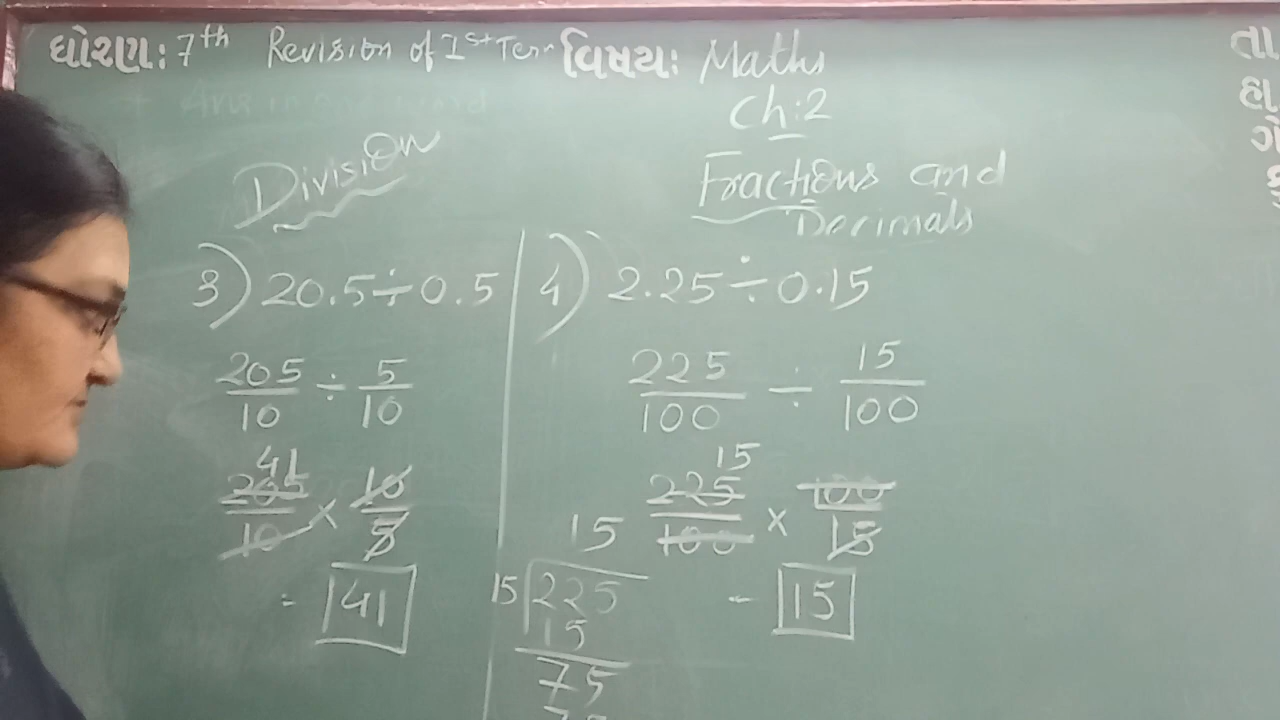 ધોરણ: 7th Revision of 1st Term વિષય: Maths
Ch:2
Division
Fractions and
Decimals
3) 20.5 ÷ 0.5
205/10 ÷ 5/10
41
205/10 × 10/5
= 41
4) 2.25 ÷ 0.15
225/100 ÷ 15/100
15
225/100 × 100/15
= 15
15
15 225
15
75
તા
હા
ગે